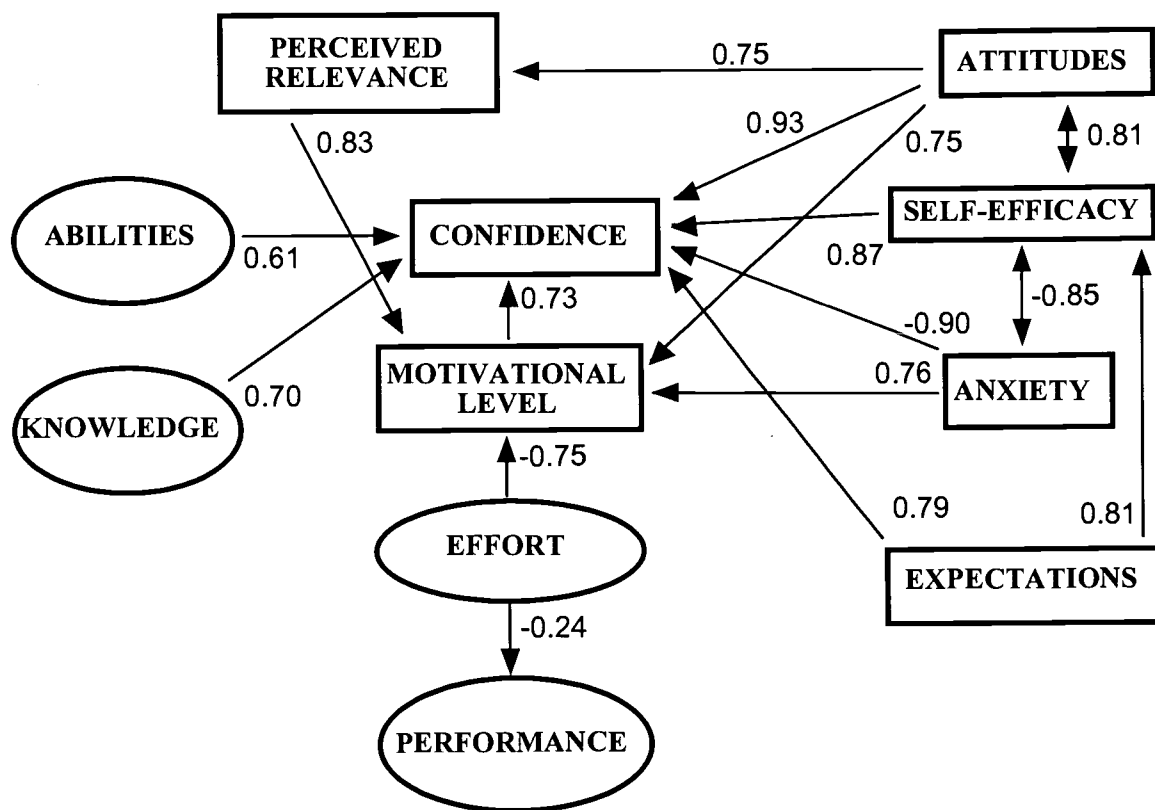 PERCEIVED
RELEVANCE
0.75
ATTITUDES
0.83
0.93
0.75
0.81
ABILITIES
0.61
CONFIDENCE
SELF-EFFICACY
0.87
0.73
-0.90
-0.85
KNOWLEDGE
0.70
MOTIVATIONAL
LEVEL
0.76
ANXIETY
-0.75
EFFORT
0.79
0.81
EXPECTATIONS
-0.24
PERFORMANCE